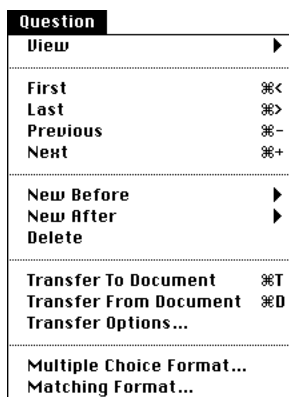 Question
View ▶
First ⌘<
Last ⌘>
Previous ⌘-
Next ⌘+
New Before ▶
New After ▶
Delete
Transfer To Document ⌘T
Transfer From Document ⌘D
Transfer Options...
Multiple Choice Format...
Matching Format...